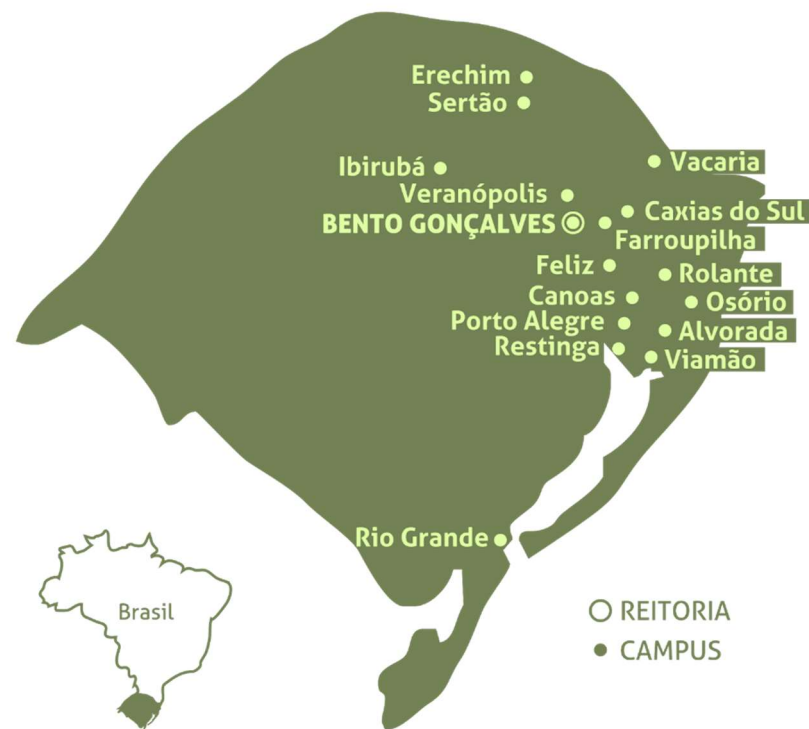 Erechim
Sertão
Vacaria
Ibirubá
Veranópolis
Caxias do Sul
BENTO GONÇALVES
Farroupilha
Feliz
Rolante
Canoas
Osório
Porto Alegre
Alvorada
Restinga
Viamão
Rio Grande
Brasil
REITORIA
CAMPUS